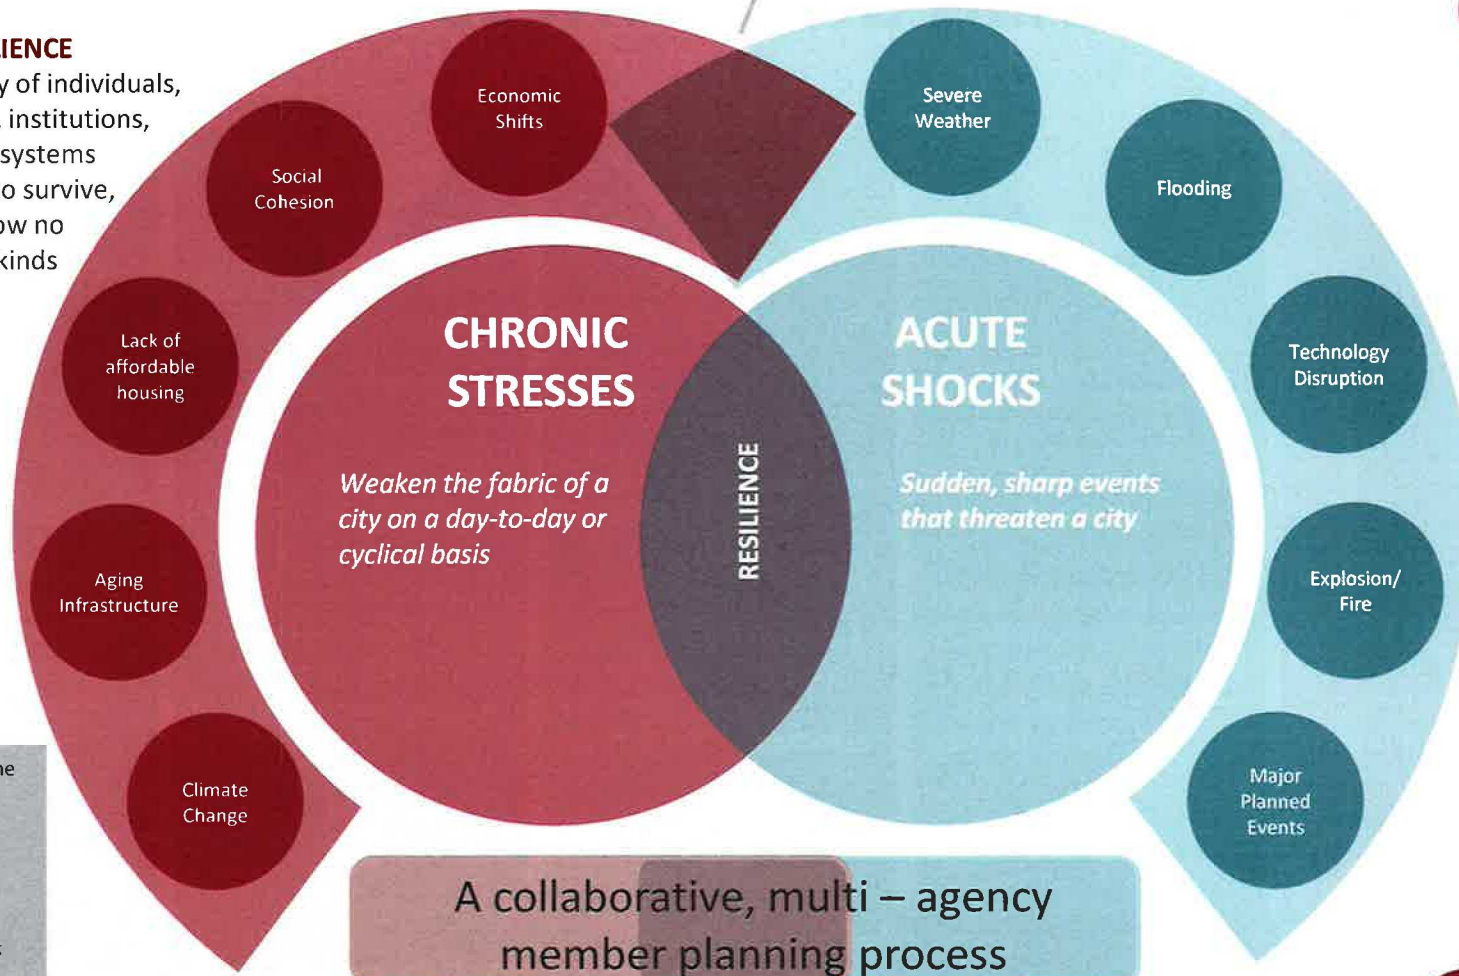 LIENCE
y of individuals,
institutions,
systems
o survive,
ow no
kinds
Economic
Shifts
Social
Cohesion
Lack of
affordable
housing
Aging
Infrastructure
Climate
Change
CHRONIC
STRESSES
Weaken the fabric of a
city on a day-to-day or
cyclical basis
RESILIENCE
ACUTE
SHOCKS
Sudden, sharp events
that threaten a city
Severe
Weather
Flooding
Technology
Disruption
Explosion/
Fire
Major
Planned
Events
he
A collaborative, multi – agency
member planning process